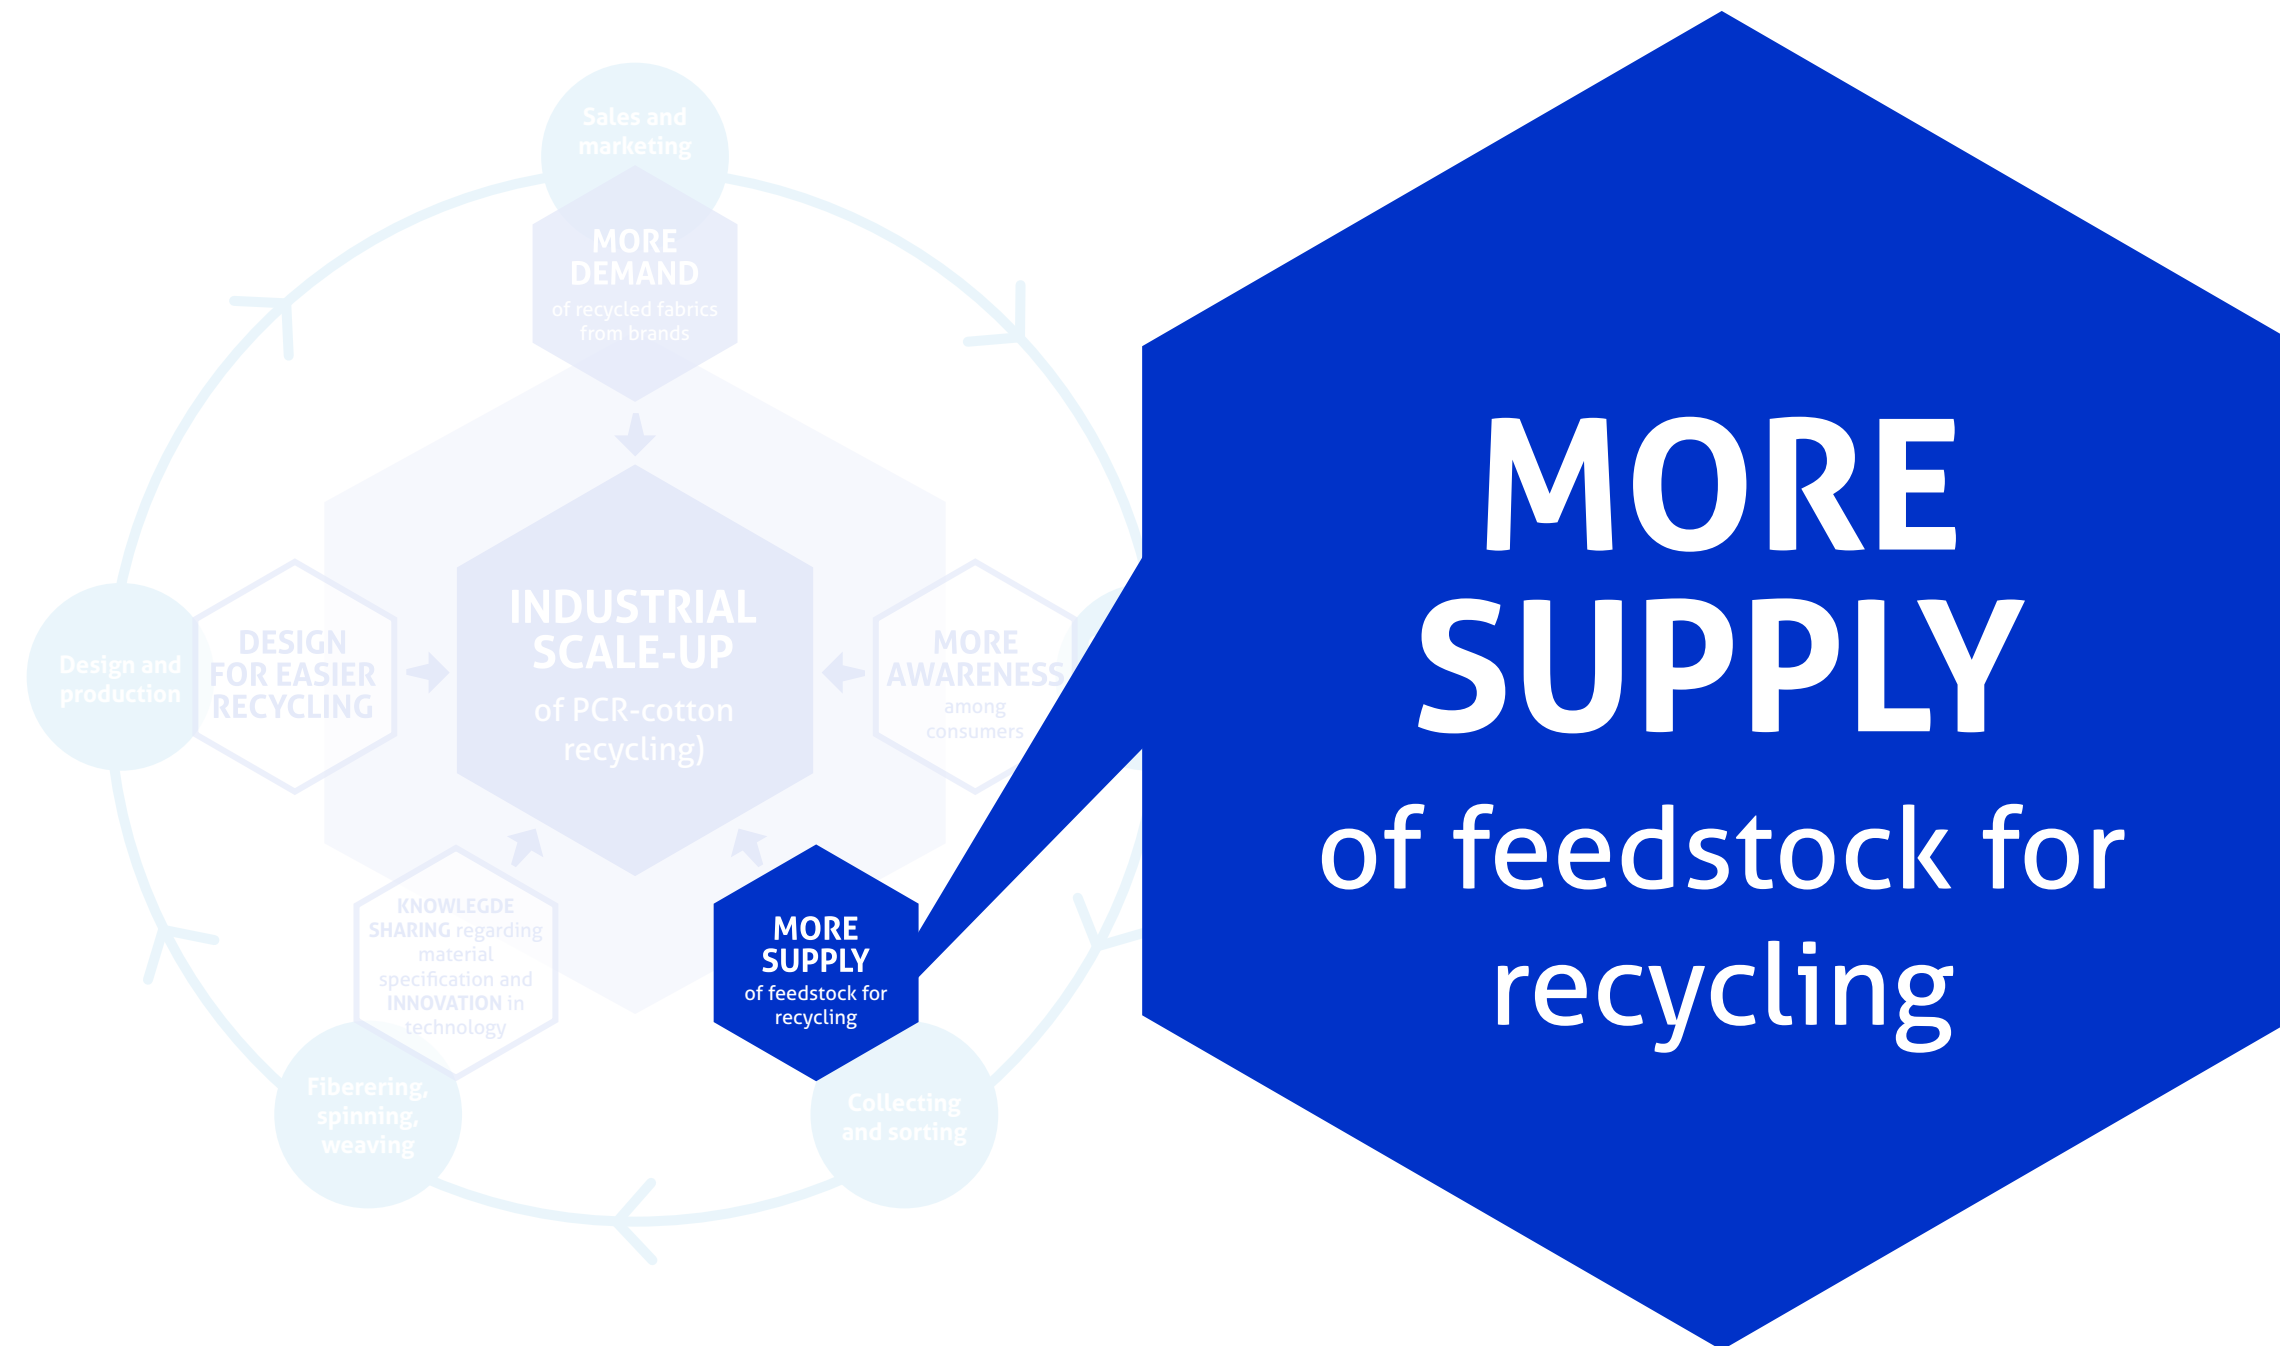 Sales and
marketing
MORE
DEMAND
of recycled fabrics
from brands
Design and
production
DESIGN
FOR EASIER
RECYCLING
INDUSTRIAL
SCALE-UP
of PCR-cotton
recycling)
MORE
AWARENESS
among
consumers
KNOWLEGDE
SHARING regarding
material
specification and
INNOVATION in
technology
MORE
SUPPLY
of feedstock for
recycling
Fiberering,
spinning,
weaving
Collecting
and sorting
MORE
SUPPLY
of feedstock for
recycling